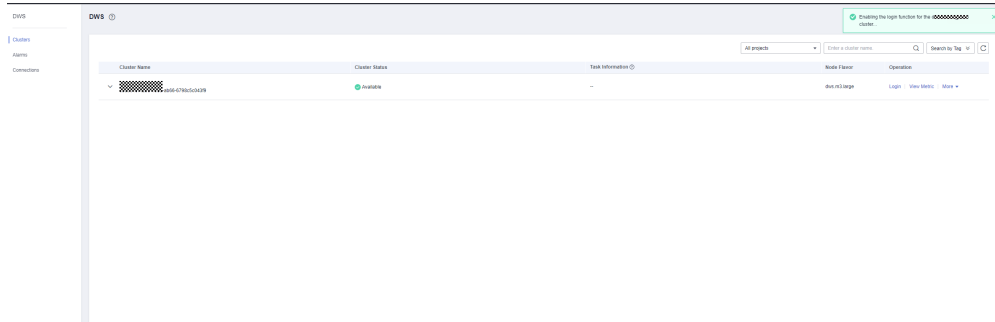 DWS
DWS
Enabling the login function for the
cluster...
Clusters
Alarms
Connections
All projects
Enter a cluster name
Search by Tag
Cluster Name
Cluster Status
Task Information
Node Flavor
Operation
Available
--
dws.m3.large
Login
View Metric
More